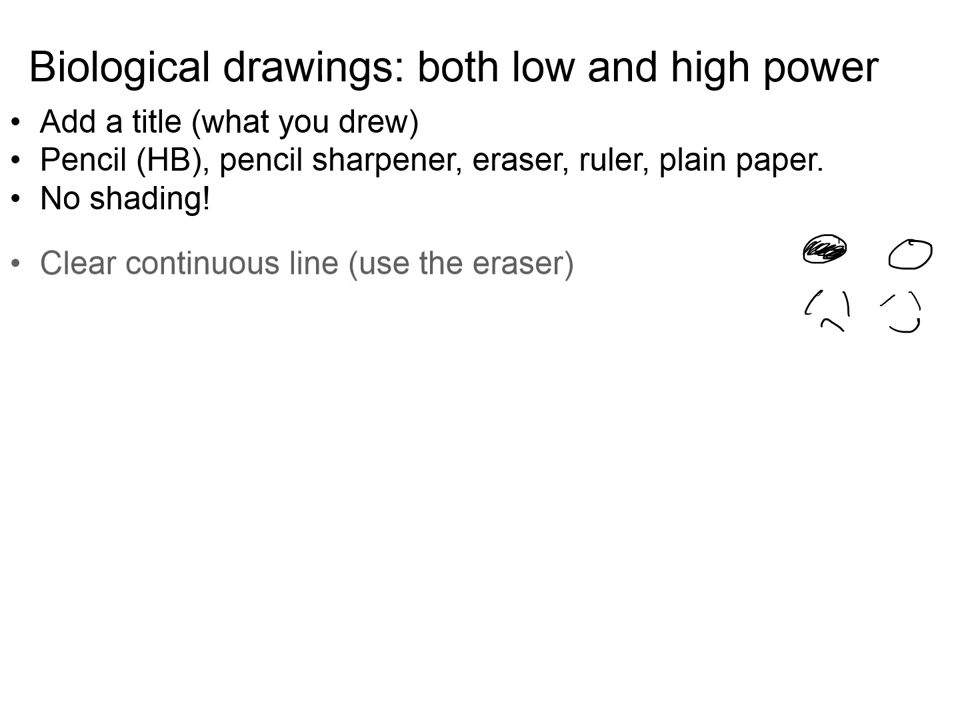 Biological drawings: both low and high power
• Add a title (what you drew)
• Pencil (HB), pencil sharpener, eraser, ruler, plain paper.
• No shading!
• Clear continuous line (use the eraser)